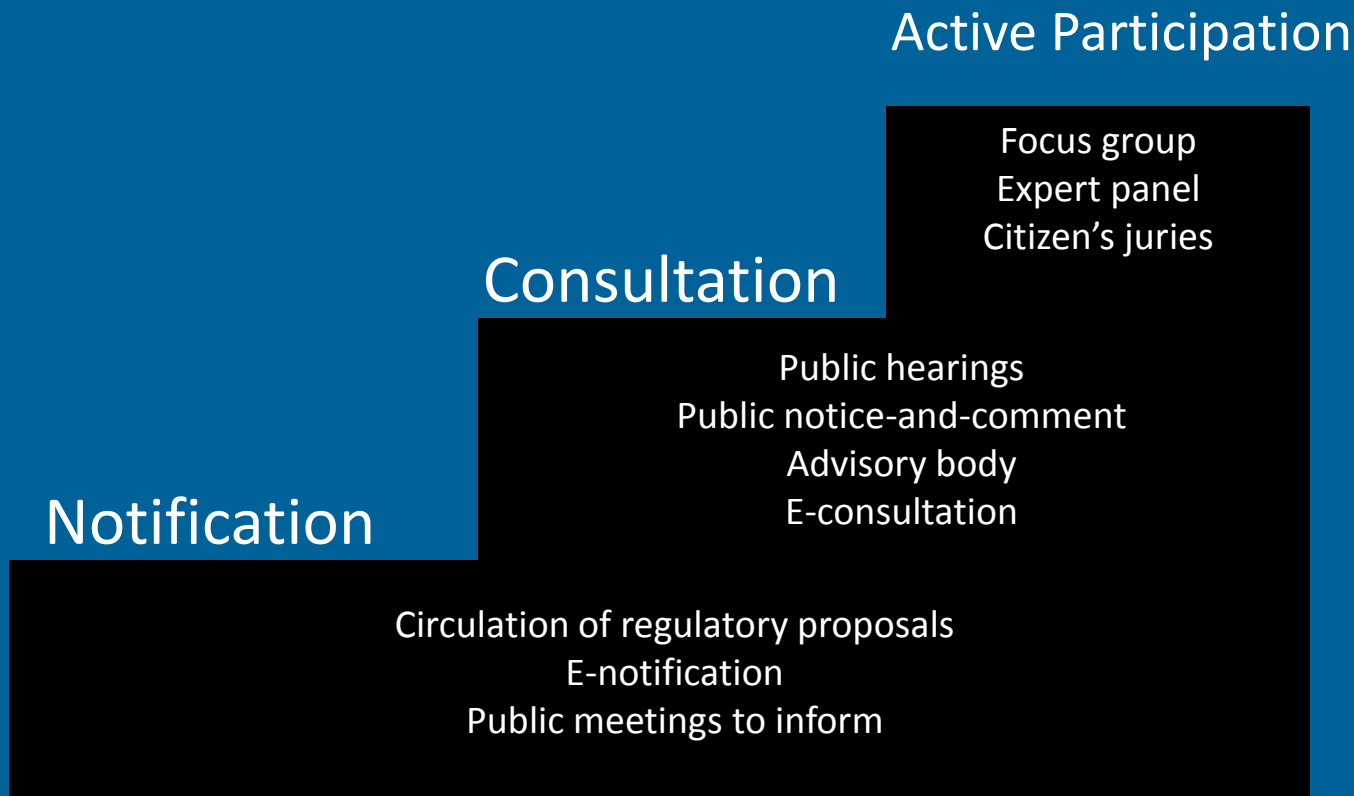 Active Participation
Focus group
Expert panel
Citizen’s juries
Consultation
Public hearings
Public notice-and-comment
Advisory body
E-consultation
Notification
Circulation of regulatory proposals
E-notification
Public meetings to inform